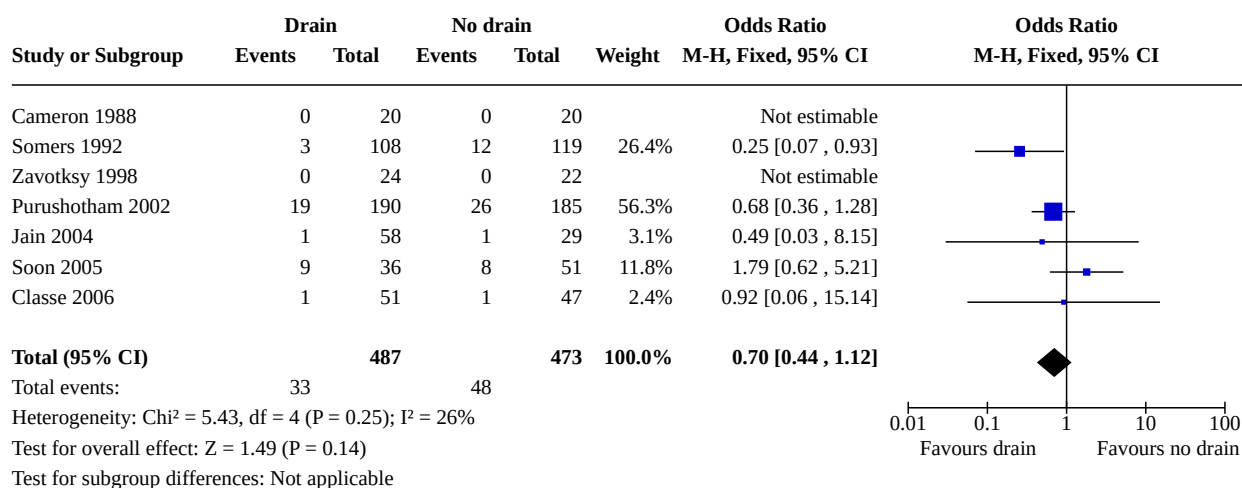 Drain No drain Odds Ratio Odds Ratio
Study or Subgroup Events Total Events Total Weight M-H, Fixed, 95% CI M-H, Fixed, 95% CI
Cameron 1988 0 20 0 20 Not estimable
Somers 1992 3 108 12 119 26.4% 0.25 [0.07 , 0.93]
Zavotksy 1998 0 24 0 22 Not estimable
Purushotham 2002 19 190 26 185 56.3% 0.68 [0.36 , 1.28]
Jain 2004 1 58 1 29 3.1% 0.49 [0.03 , 8.15]
Soon 2005 9 36 8 51 11.8% 1.79 [0.62 , 5.21]
Classe 2006 1 51 1 47 2.4% 0.92 [0.06 , 15.14]
Total (95% CI) 487 473 100.0% 0.70 [0.44 , 1.12]
Total events: 33 48
Heterogeneity: Chi² = 5.43, df = 4 (P = 0.25); I² = 26%
0.01 0.1 1 10 100
Test for overall effect: Z = 1.49 (P = 0.14)
Favours drain Favours no drain
Test for subgroup differences: Not applicable